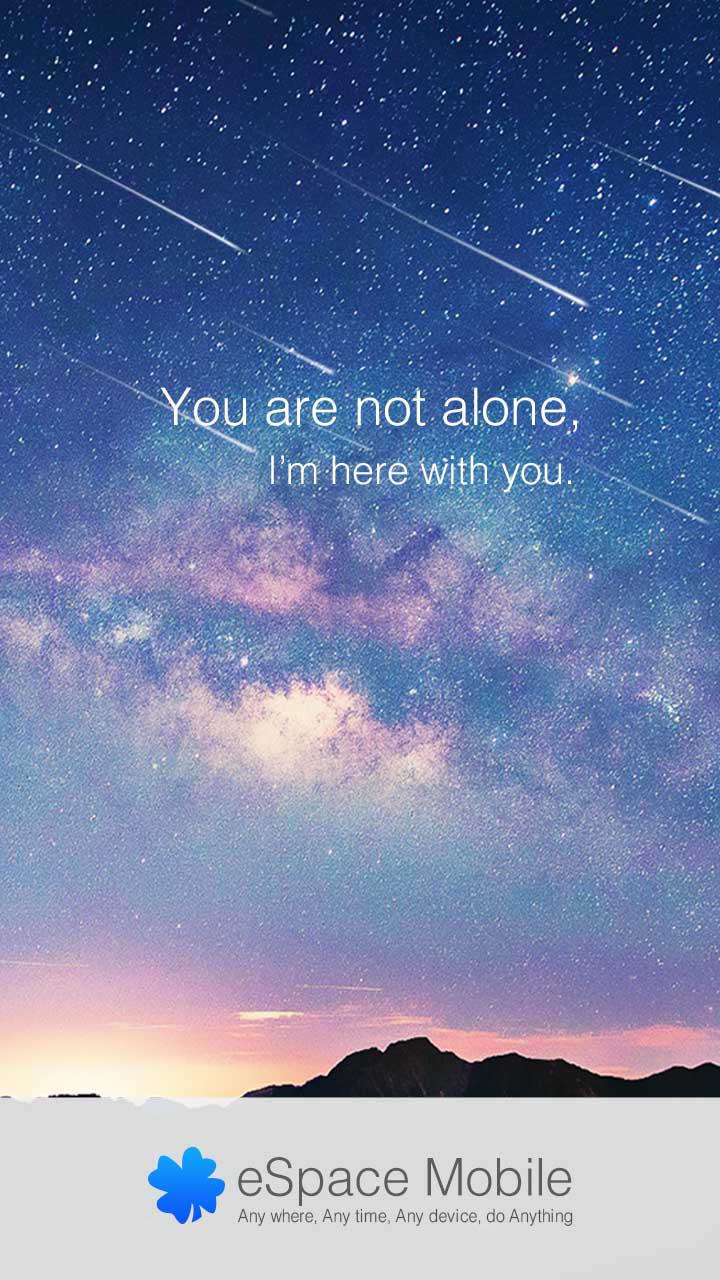 You are not alone,
I'm here with you.
eSpace Mobile
Any where, Any time, Any device, do Anything